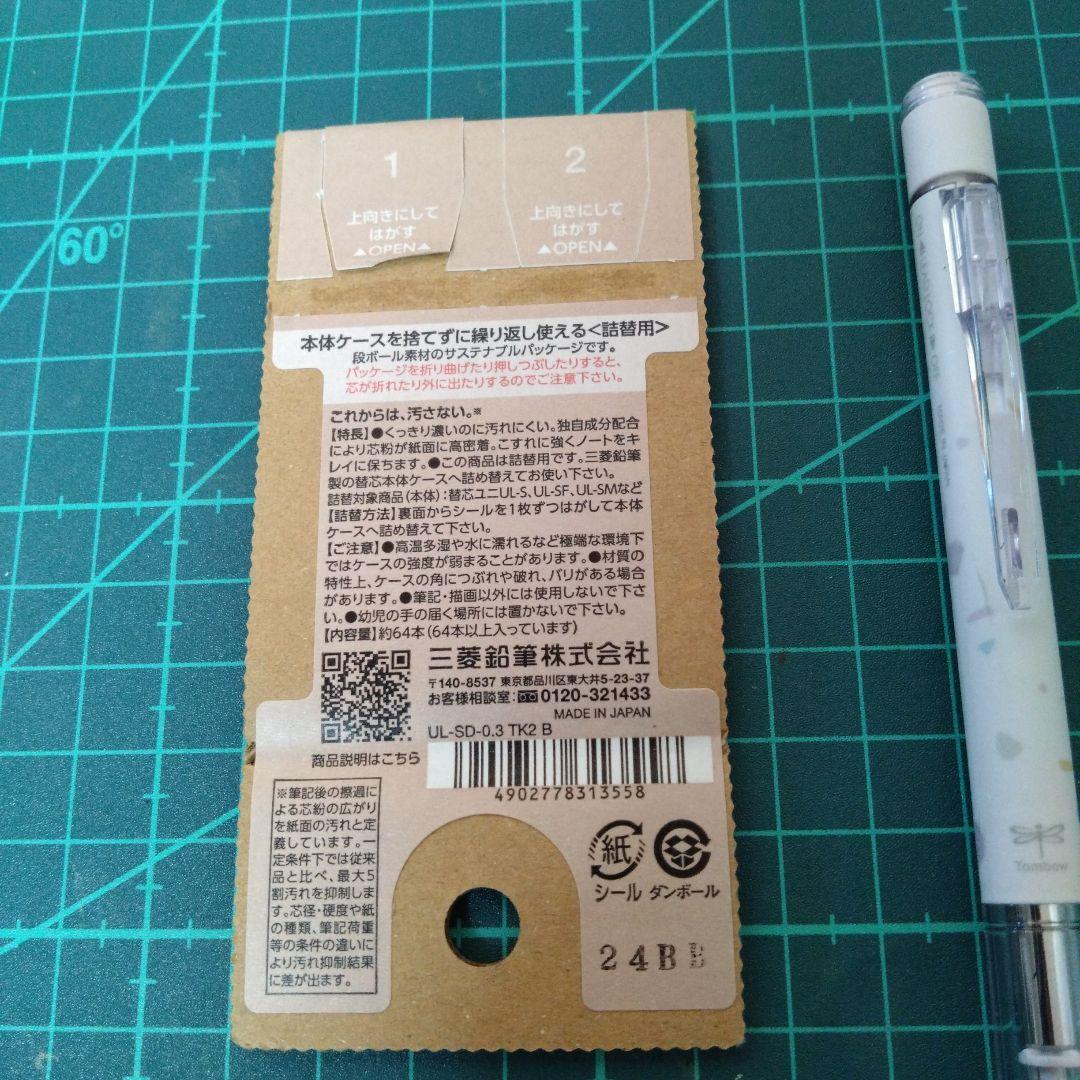 60°
1
上向きにして
はがす
▲OPEN▲
2
上向きにして
はがす
▲OPEN▲
本体ケースを捨てずに繰り返し使える<詰替用>
段ボール素材のサステナブルパッケージです。
パッケージを折り曲げたり押しつぶしたりすると、
芯が折れたり外に出たりするのでご注意下さい。
これからは、汚さない。※
【特長】●くっきり濃いのに汚れにくい。独自成分配合
により芯粉が紙面に高密着。こすれに強くノートをキ
レイに保ちます。●この商品は詰替用です。三菱鉛筆
製の替芯本体ケースへ詰め替えてお使い下さい。
詰替対象商品(本体):替芯ユニUL-S、UL-SF、UL-SMなど
【詰替方法】裏面からシールを1枚ずつはがして本体
ケースへ詰め替えて下さい。
【ご注意】●高温多湿や水に濡れるなど極端な環境下
ではケースの強度が弱まることがあります。●材質の
特性上、ケースの角につぶれや破れ、バリがある場合
があります。●筆記・描画以外には使用しないで下さ
い。●幼児の手の届く場所には置かないで下さい。
【内容量】約64本(64本以上入っています)
三菱鉛筆株式会社
〒140-8537 東京都品川区東大井5-23-37
お客様相談室:0120-321433
MADE IN JAPAN
UL-SD-0.3 TK2 B
商品説明はこちら
4902778313558
※筆記後の擦過に
よる芯粉の広がり
を紙面の汚れと定
義しています。一
定条件下では従来
品と比べ、最大5
割汚れを抑制しま
す。芯径・硬度や紙
の種類、筆記荷重
等の条件の違いに
より汚れ抑制結果
に差が出ます。
紙
シール
ダンボール
24B
Tombow